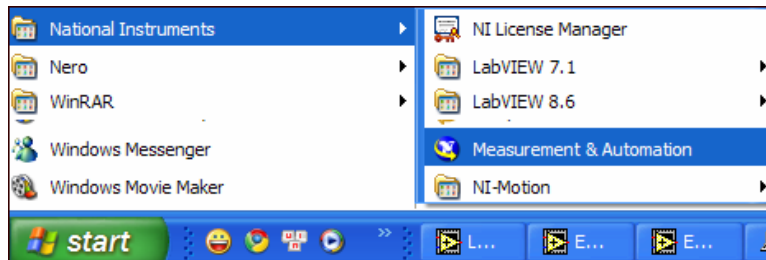 National Instruments
Nero
WinRAR
Windows Messenger
Windows Movie Maker
NI License Manager
LabVIEW 7.1
LabVIEW 8.6
Measurement & Automation
NI-Motion
start
L...
E...
E...